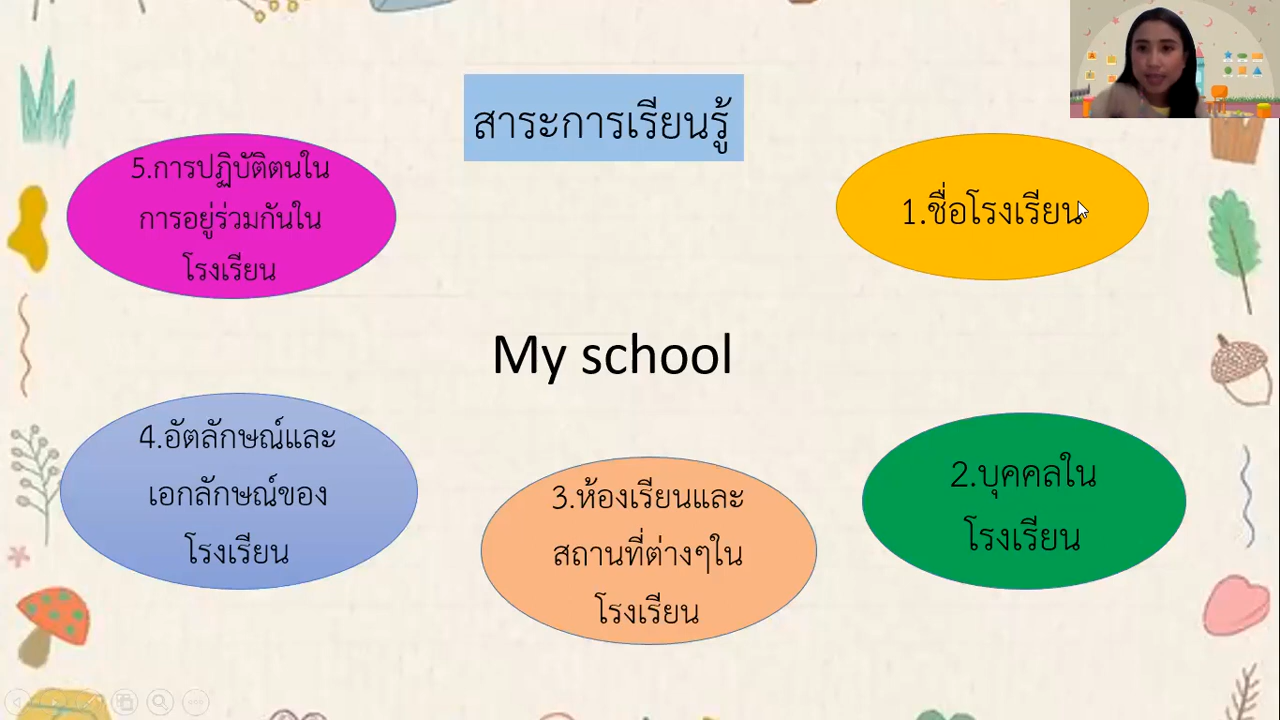 สาระการเรียนรู้
1.ชื่อโรงเรียน
2.บุคคลใน
โรงเรียน
3.ห้องเรียนและ
สถานที่ต่างๆใน
โรงเรียน
4.อัตลักษณ์และ
เอกลักษณ์ของ
โรงเรียน
5.การปฏิบัติตนใน
การอยู่ร่วมกันใน
โรงเรียน
My school